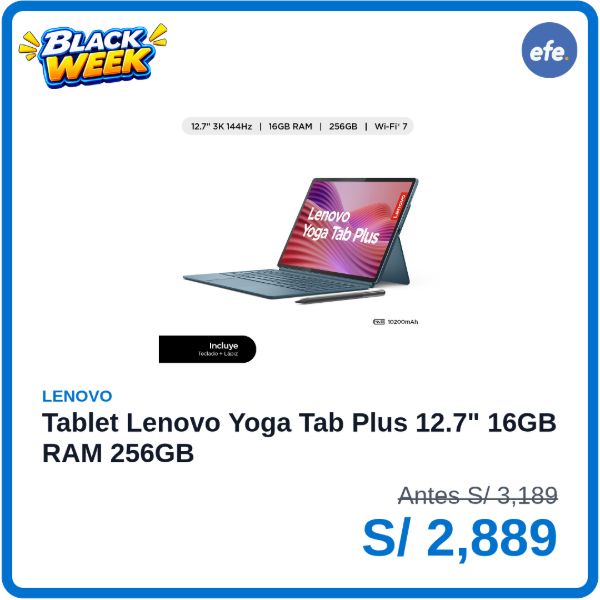 BLACK
WEEK
efe.
12.7" 3K 144Hz | 16GB RAM | 256GB | Wi-Fi® 7
Lenovo
Yoga Tab Plus
Lenovo
10200mAh
Incluye
Teclado + Lápiz
LENOVO
Tablet Lenovo Yoga Tab Plus 12.7" 16GB
RAM 256GB
Antes S/ 3,189
S/ 2,889